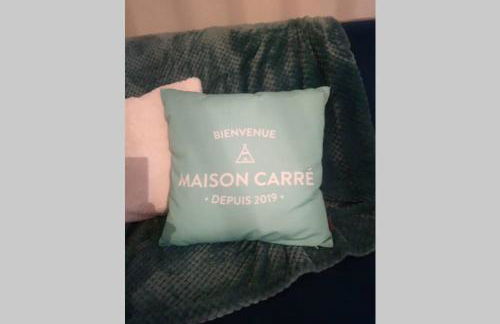 BIENVENUE
MAISON CARRÉ
• DEPUIS 2019 •